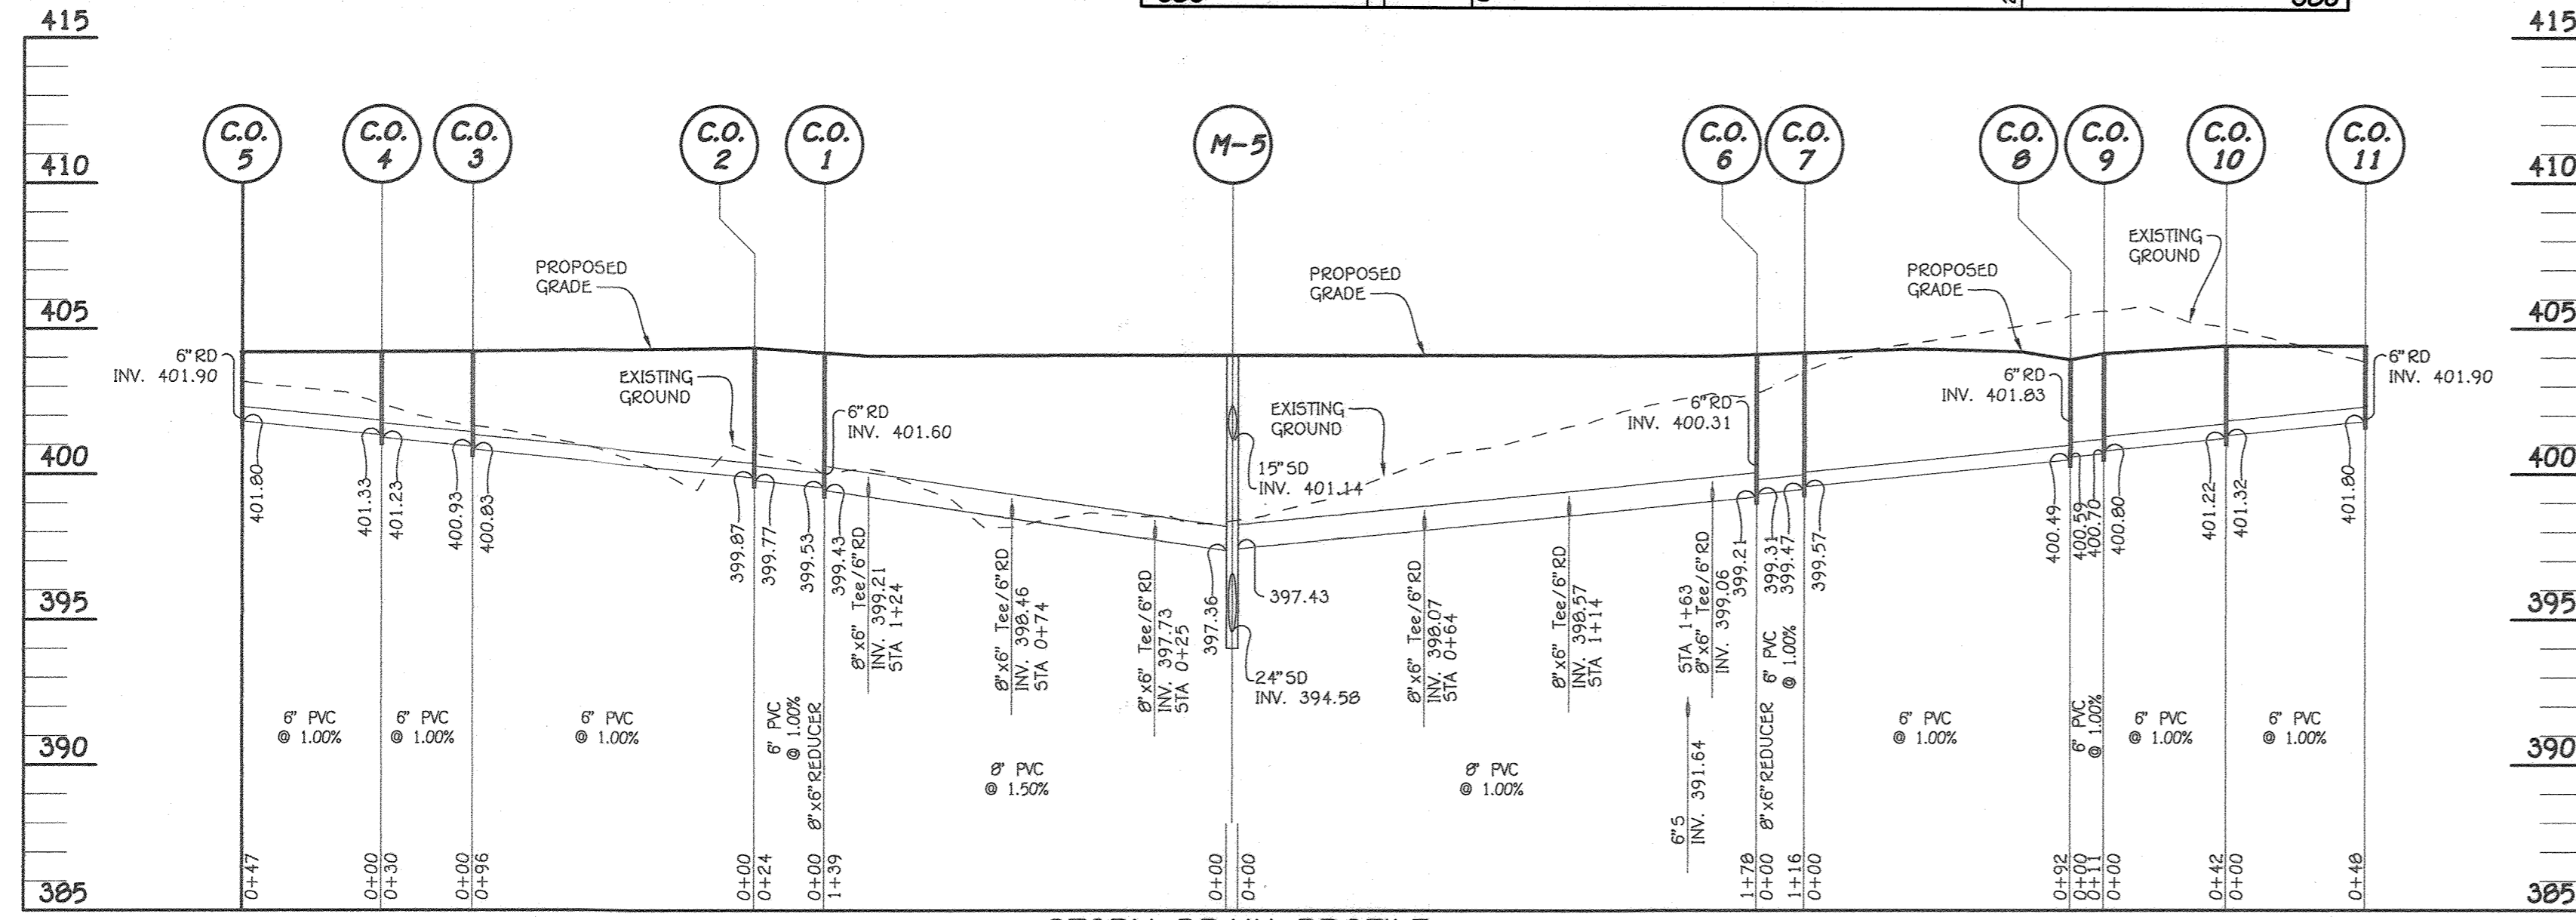 415
415
C.O.
5
C.O.
4
C.O.
3
C.O.
2
C.O.
1
M-5
C.O.
6
C.O.
7
C.O.
8
C.O.
9
C.O.
10
C.O.
11
410
410
EXISTING
GROUND
PROPOSED
GRADE
PROPOSED
GRADE
PROPOSED
GRADE
405
405
6"RD
INV. 401.90
EXISTING
GROUND
6"RD
INV. 401.60
EXISTING
GROUND
6"RD
INV. 400.31
6"RD
INV. 401.83
6"RD
INV. 401.90
400
400
15"SD
INV. 401.14
401.80
401.33
401.23
400.93
400.83
399.87
399.77
399.53
399.43
8"x6" Tee/6"RD
INV. 399.21
STA 1+24
8"x6" Tee/6"RD
INV. 398.46
STA 0+74
8"x6" Tee/6"RD
INV. 397.73
STA 0+25
397.36
397.43
8"x6" Tee/6"RD
INV. 398.07
STA 0+64
8"x6" Tee/6"RD
INV. 398.57
STA 1+14
STA 1+63
8"x6" Tee/6"RD
INV. 399.06
399.21
399.31
399.47
399.57
400.49
400.59
400.70
400.80
401.22
401.32
401.80
395
395
24"SD
INV. 394.58
6" PVC
@ 1.00%
6" PVC
@ 1.00%
6" PVC
@ 1.00%
6" PVC
@ 1.00%
8"x6"REDUCER
8" PVC
@ 1.50%
8" PVC
@ 1.00%
6"S
INV. 391.64
8"x6"REDUCER
6" PVC
@ 1.00%
6" PVC
@ 1.00%
6" PVC
@ 1.00%
6" PVC
@ 1.00%
6" PVC
@ 1.00%
390
390
385
0+47
0+00
0+30
0+00
0+96
0+00
0+24
0+00
1+39
0+00
0+00
1+78
0+00
1+16
0+00
0+92
0+00
0+11
0+00
0+42
0+00
0+48
385